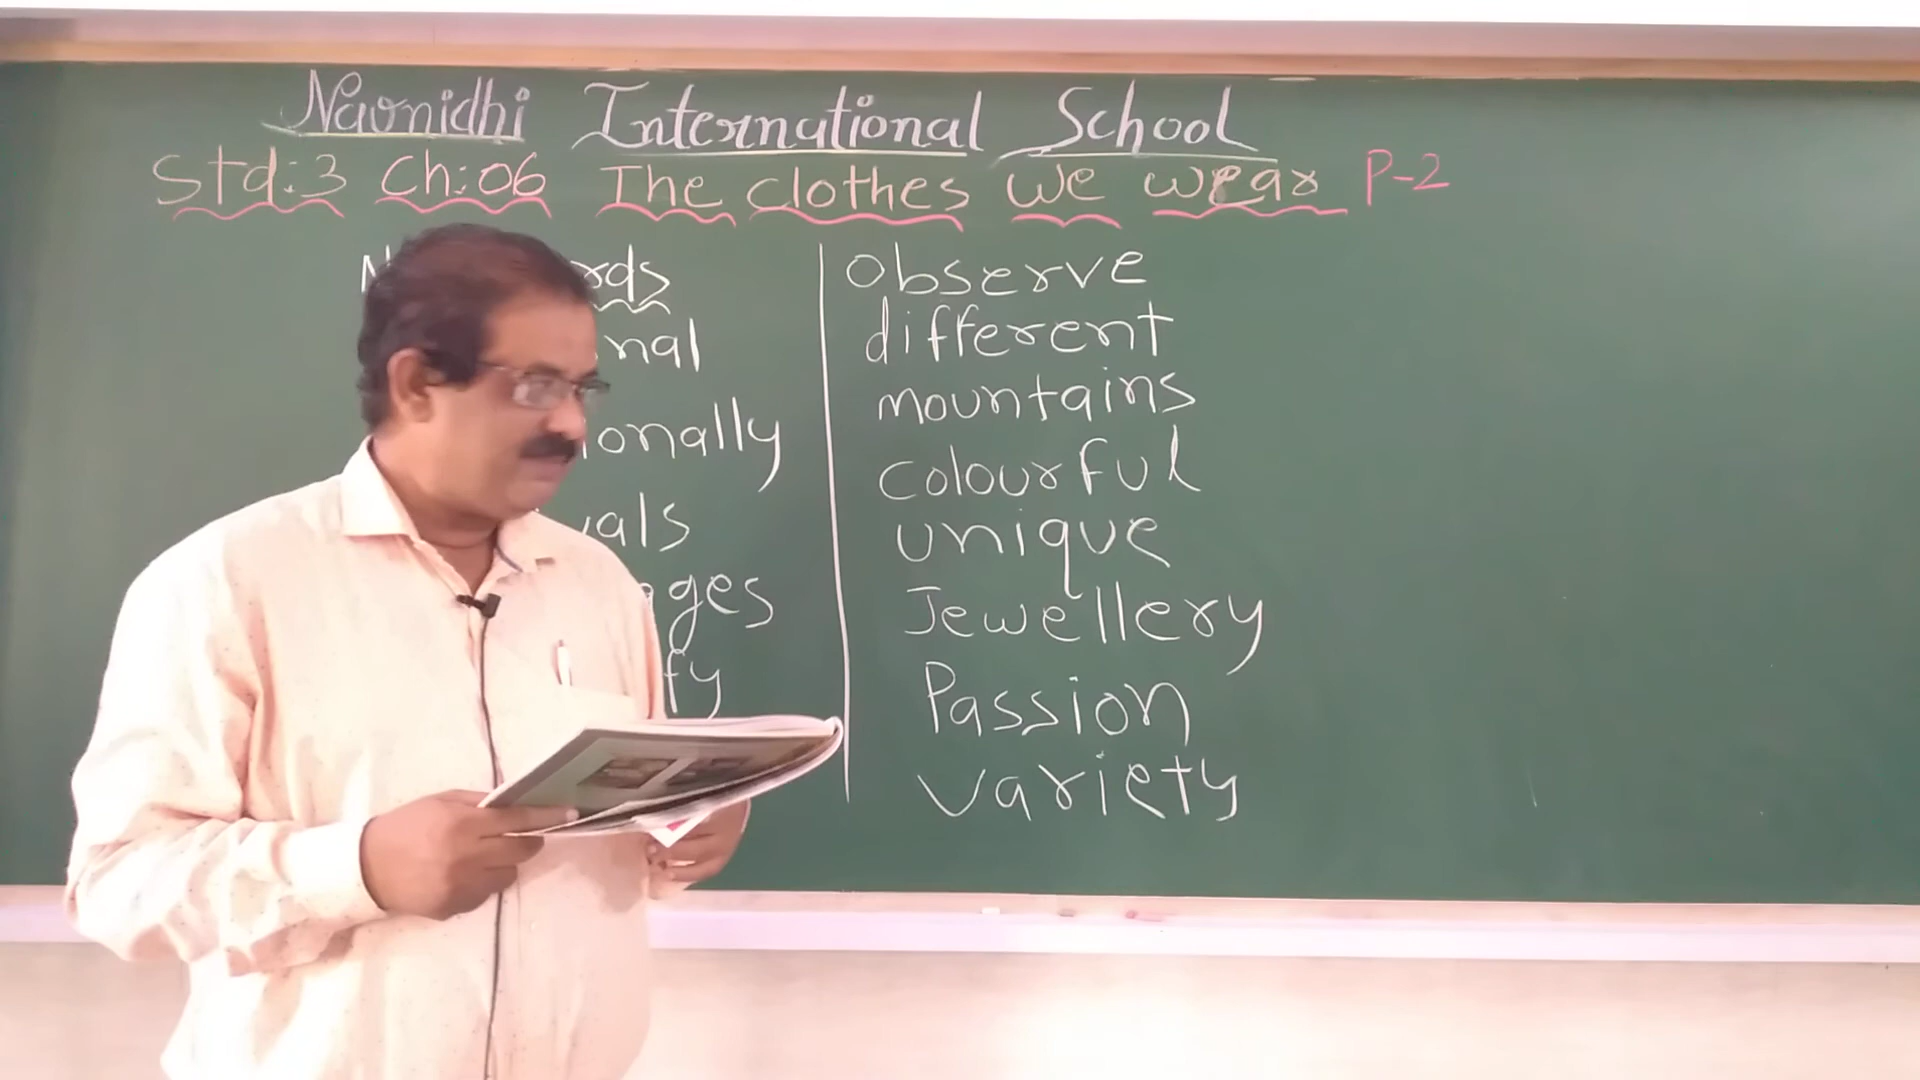 Navnidhi International School
Std:3 Ch:06 The clothes we wear P-2
Observe
different
mountains
colourful
unique
Jewellery
Passion
variety